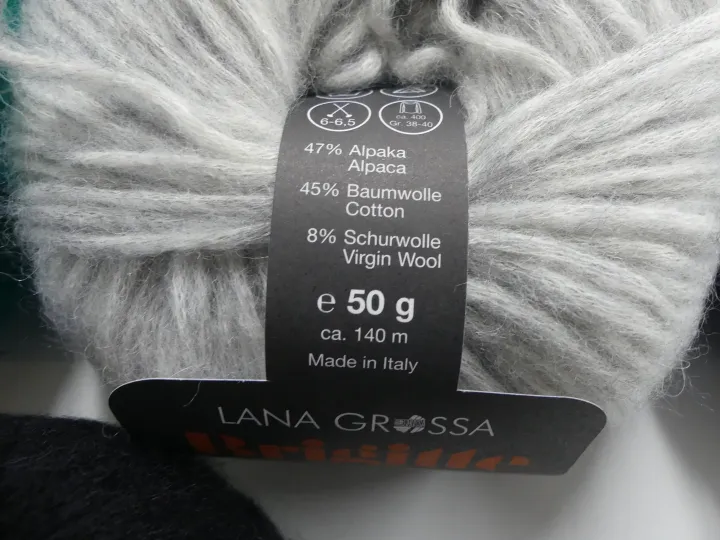 6-6,5
ca. 400
Gr. 38-40
47% Alpaka
Alpaca
45% Baumwolle
Cotton
8% Schurwolle
Virgin Wool
e 50 g
ca. 140 m
Made in Italy
LANA GROSSA